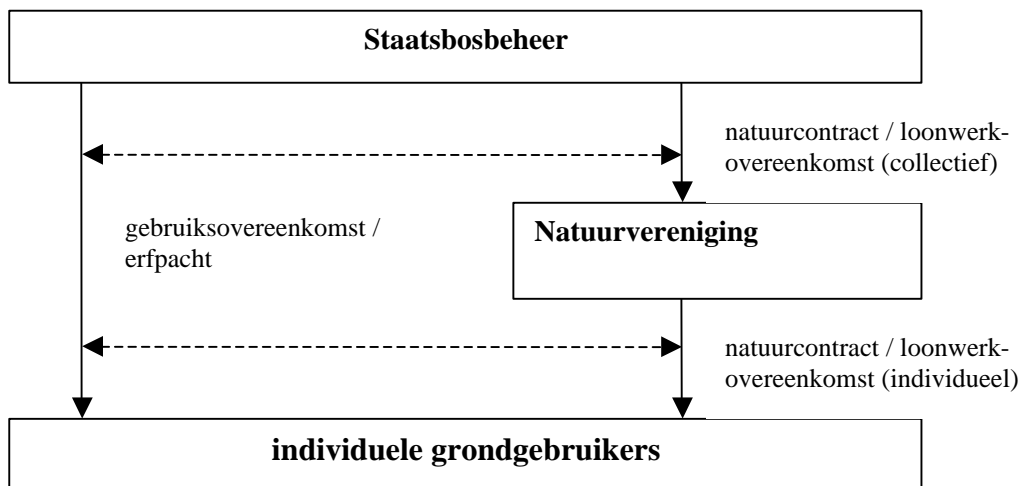 Staatsbosbeheer
natuurcontract / loonwerk-
overeenkomst (collectief)
gebruiksovereenkomst /
erfpacht
Natuurvereniging
natuurcontract / loonwerk-
overeenkomst (individueel)
individuele grondgebruikers